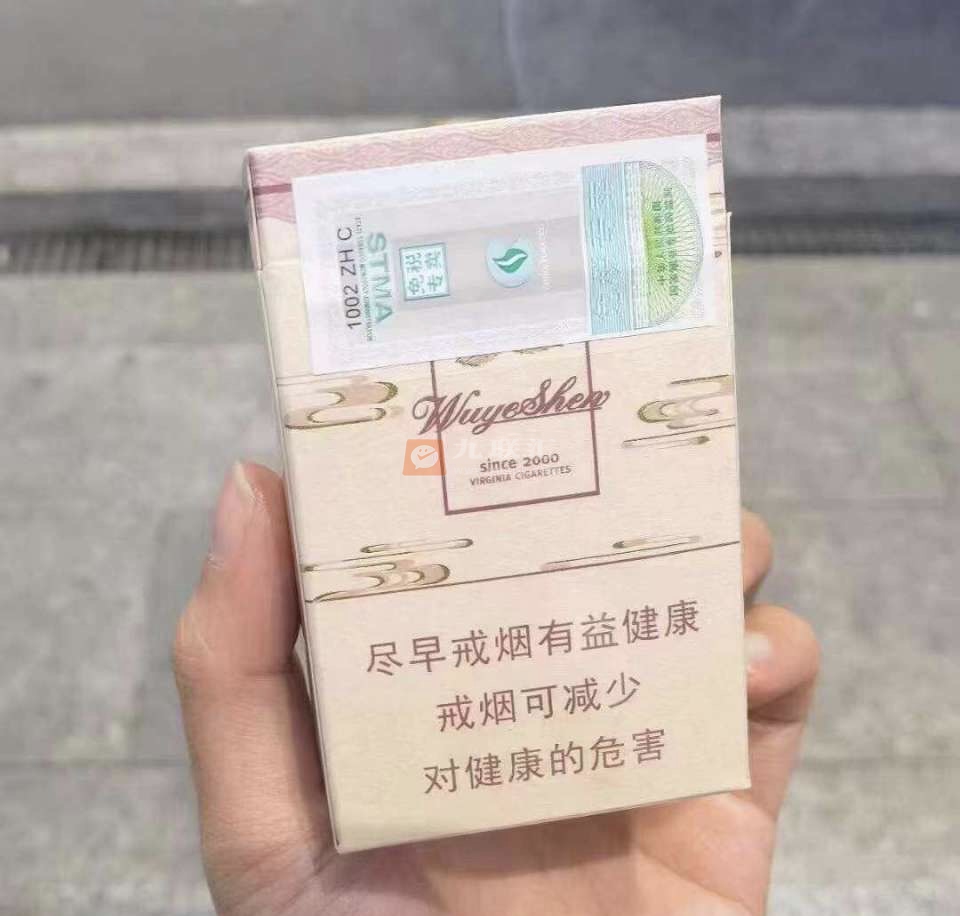 1002 ZH C
STMA
免税
专卖
WuyeShen
since 2000
VIRGINIA CIGARETTES
尽早戒烟有益健康
戒烟可减少
对健康的危害